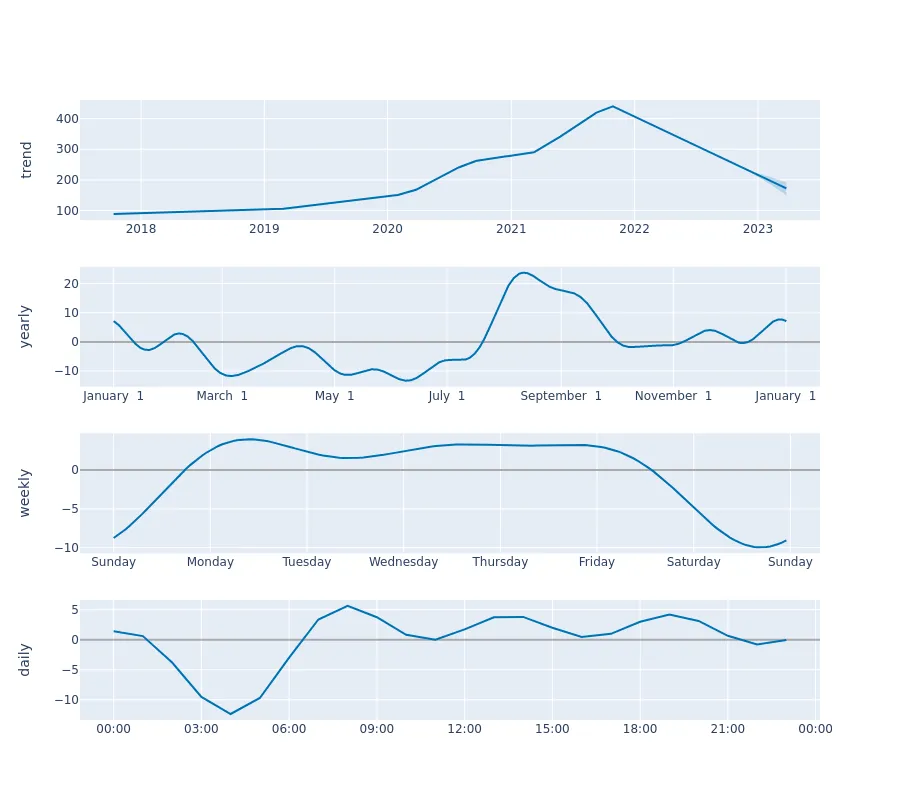 trend
400
300
200
100
2018 2019 2020 2021 2022 2023
yearly
20
10
0
−10
January 1 March 1 May 1 July 1 September 1 November 1 January 1
weekly
0
−5
−10
Sunday Monday Tuesday Wednesday Thursday Friday Saturday Sunday
daily
5
0
−5
−10
00:00 03:00 06:00 09:00 12:00 15:00 18:00 21:00 00:00